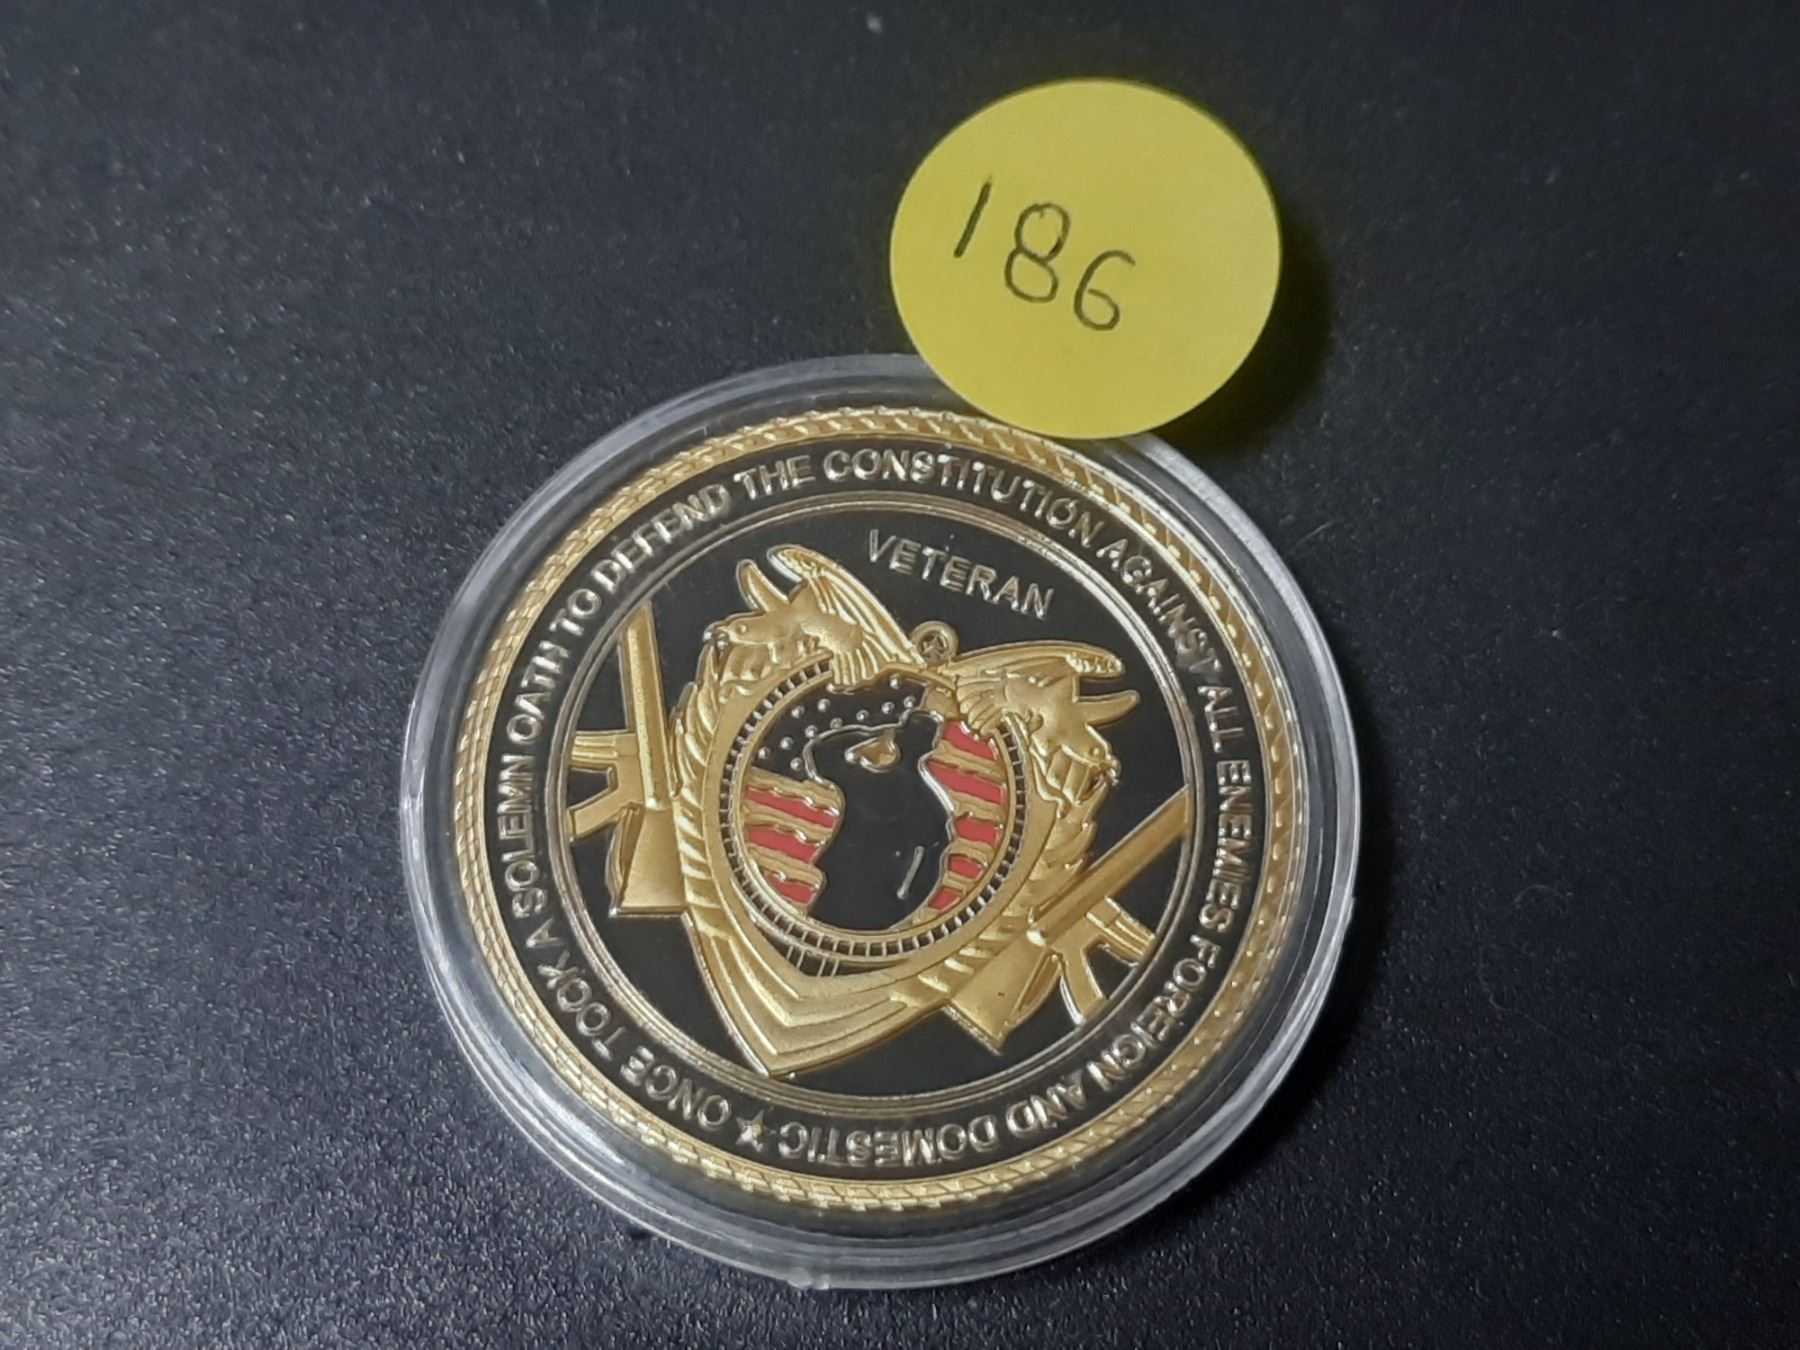 186
ONCE TOOK A SOLEMN OATH TO DEFEND THE CONSTITUTION AGAINST ALL ENEMIES FOREIGN AND DOMESTIC ★
VETERAN